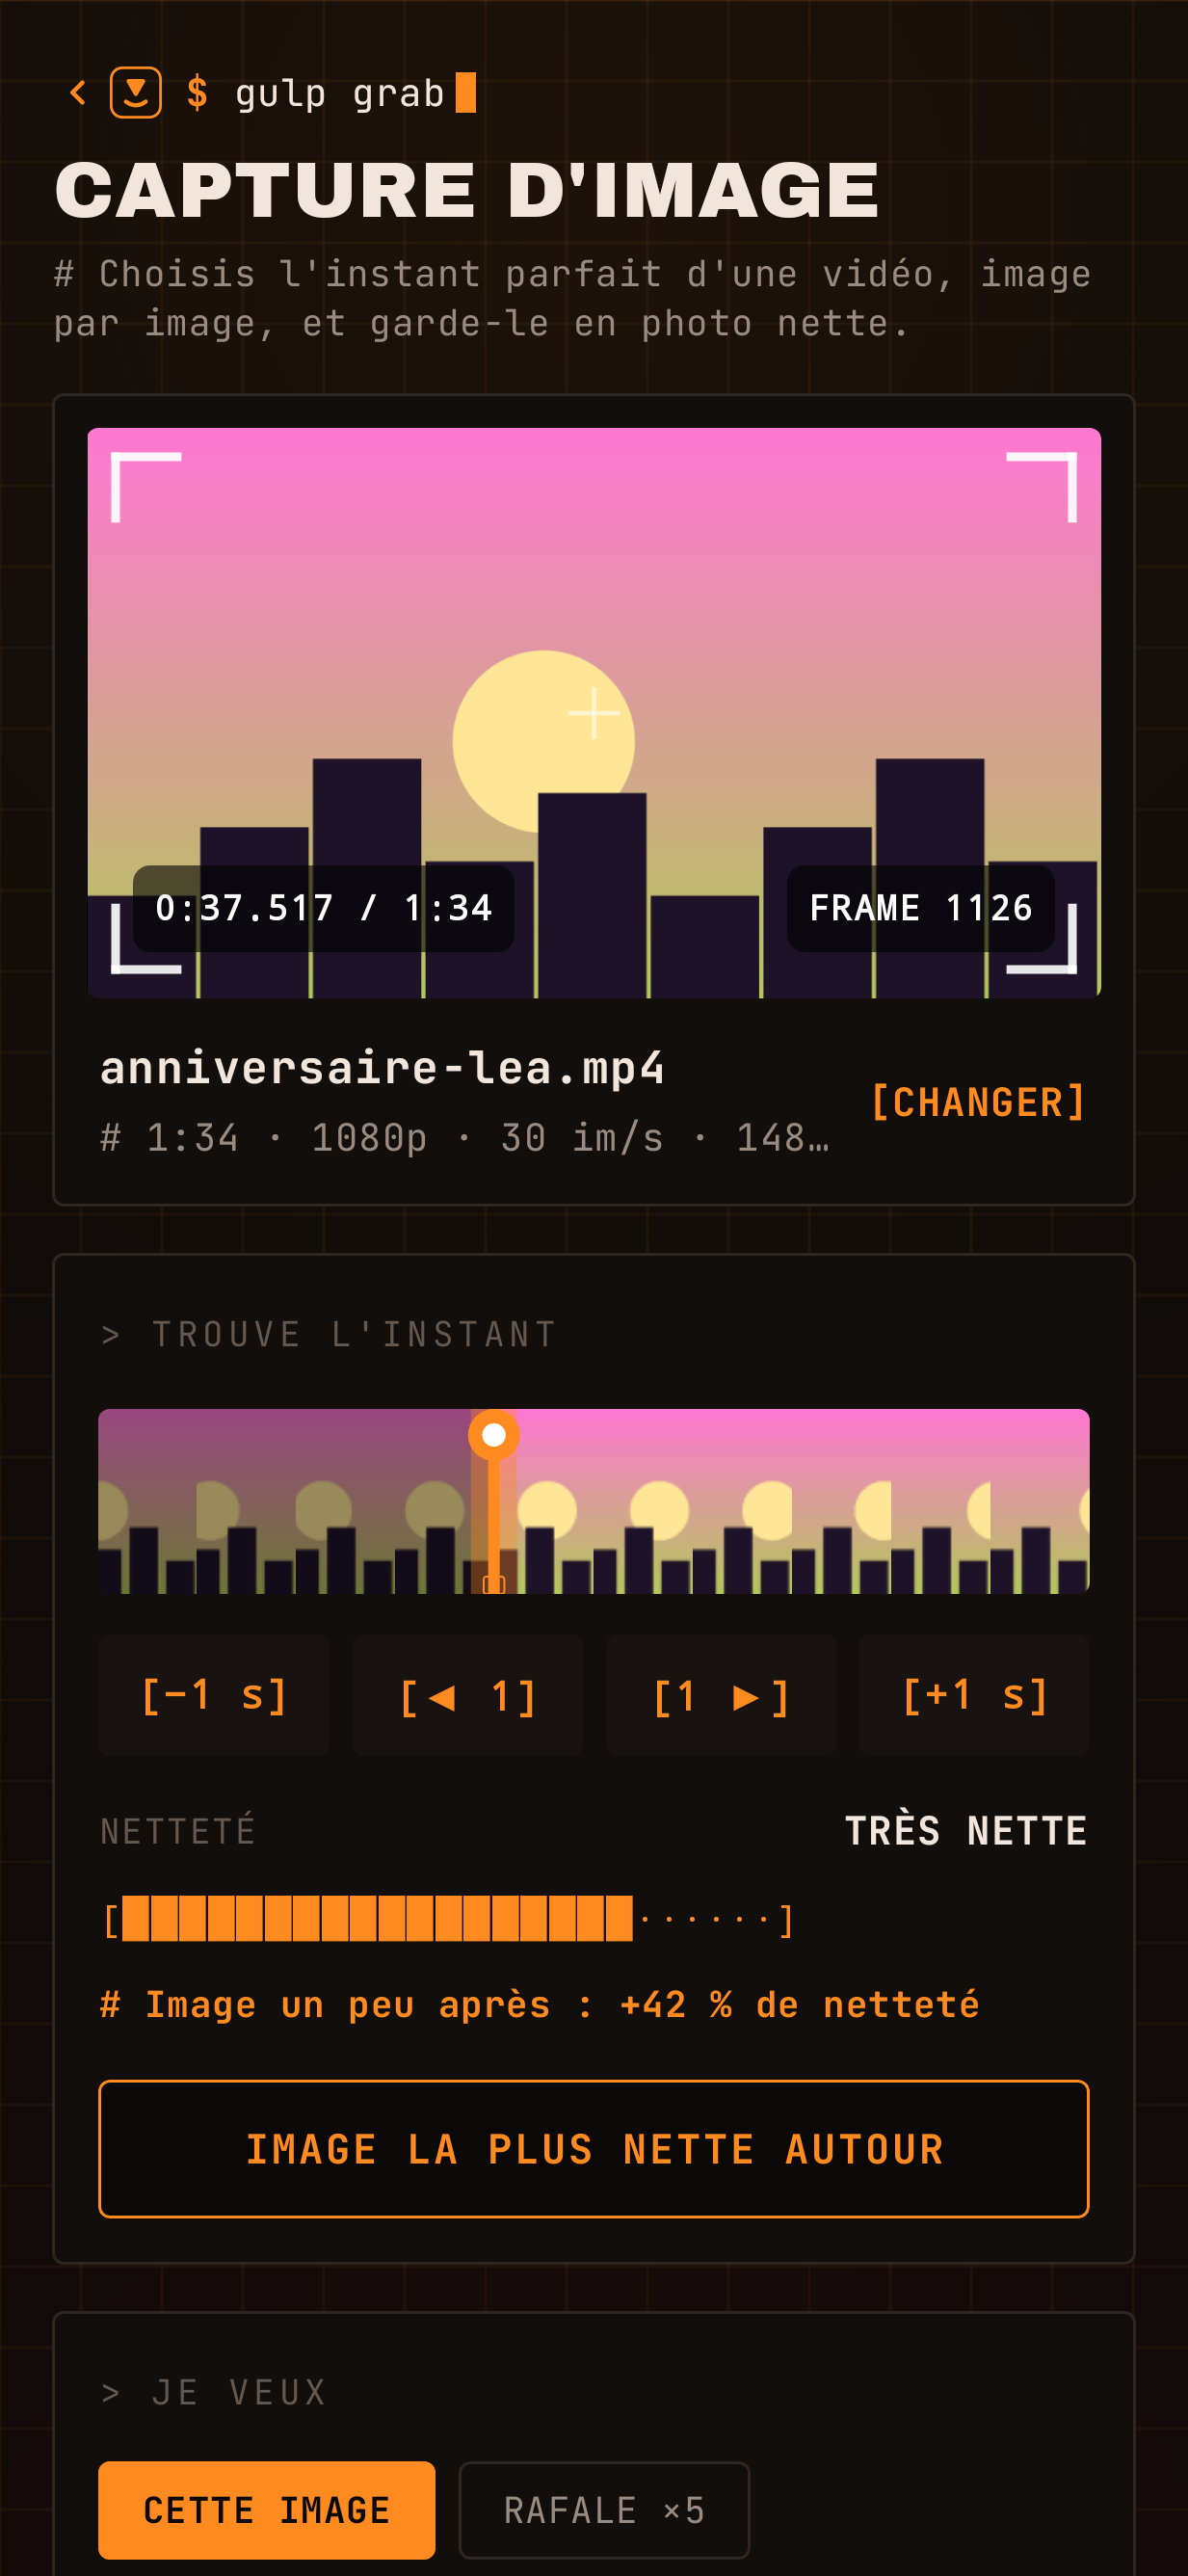 $ gulp grab
CAPTURE D'IMAGE
# Choisis l'instant parfait d'une vidéo, image
par image, et garde-le en photo nette.
0:37.517 / 1:34
FRAME 1126
anniversaire-lea.mp4
[CHANGER]
# 1:34 · 1080p · 30 im/s · 148…
> TROUVE L'INSTANT
[−1 s] [◀ 1] [1 ▶] [+1 s]
NETTETÉ
TRÈS NETTE
[██████████████████······]
# Image un peu après : +42 % de netteté
IMAGE LA PLUS NETTE AUTOUR
> JE VEUX
CETTE IMAGE
RAFALE ×5